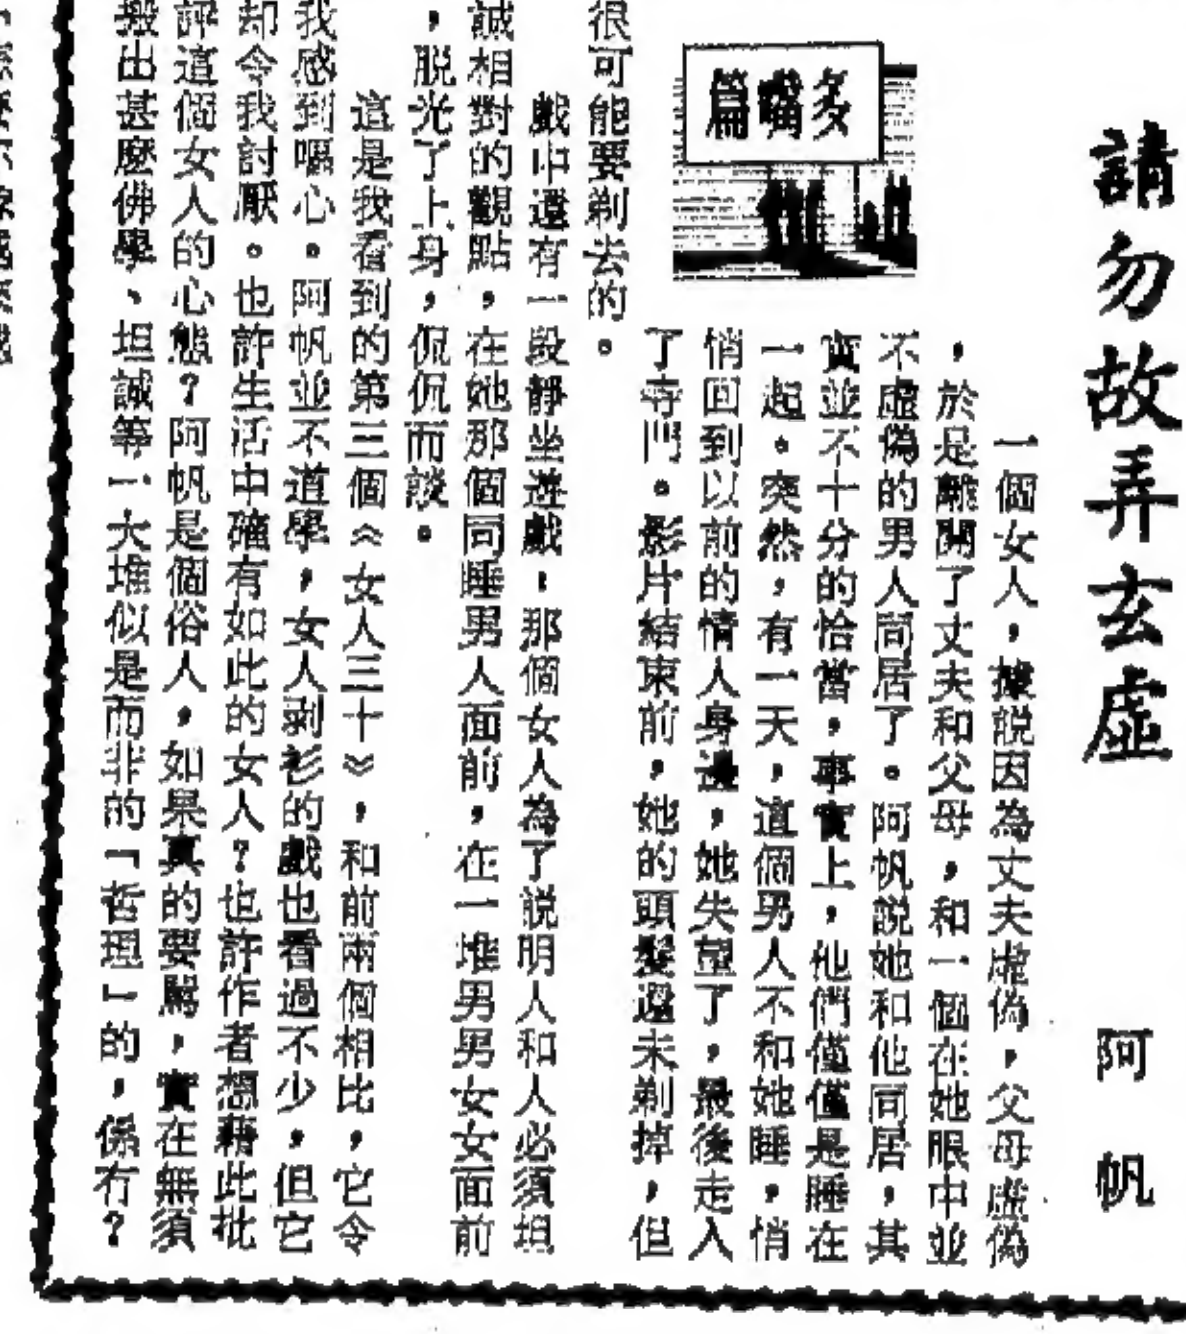 請勿故弄玄虛
阿帆
多嘴篇
一個女人，據説因為丈夫虛偽，父母虛偽
，於是離開了丈夫和父母，和一個在她眼中並
不虛偽的男人同居了。阿帆説她和他同居，其
實並不十分的恰當，事實上，他們僅僅是睡在
一起。突然，有一天，這個男人不和她睡，悄
悄回到以前的情人身邊，她失望了，最後走入
了寺門。影片結束前，她的頭髮還未剃掉，但
很可能要剃去的。
戲中還有一段靜坐遊戲：那個女人為了説明人和人必須坦
誠相對的觀點，在她那個同睡男人面前，在一堆男男女女面前
，脱光了上身，侃侃而談。
這是我看到的第三個《女人三十》，和前兩個相比，它令
我感到嘔心。阿帆並不道學，女人剥衫的戲也看過不少，但它
却令我討厭。也許生活中確有如此的女人？也許作者想藉此批
評這個女人的心態？阿帆是個俗人，如果真的要駡，實在無須
搬出甚麽佛學、坦誠等一大堆似是而非的「哲理」的，係冇？